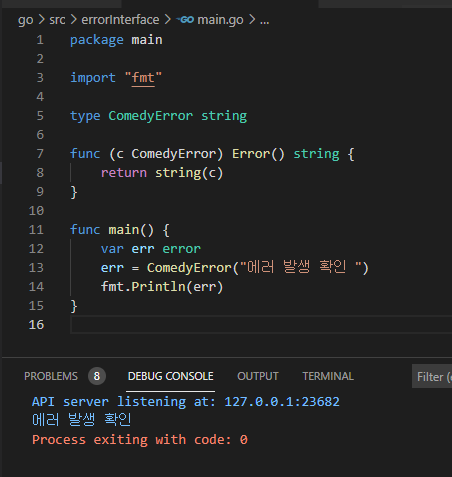 go > src > errorInterface > GO main.go > ...
1 package main
2
3 import "fmt"
4
5 type ComedyError string
6
7 func (c ComedyError) Error() string {
8     return string(c)
9 }
10
11 func main() {
12     var err error
13     err = ComedyError("에러 발생 확인 ")
14     fmt.Println(err)
15 }
16
PROBLEMS 8 DEBUG CONSOLE OUTPUT TERMINAL Filter (
API server listening at: 127.0.0.1:23682
에러 발생 확인
Process exiting with code: 0